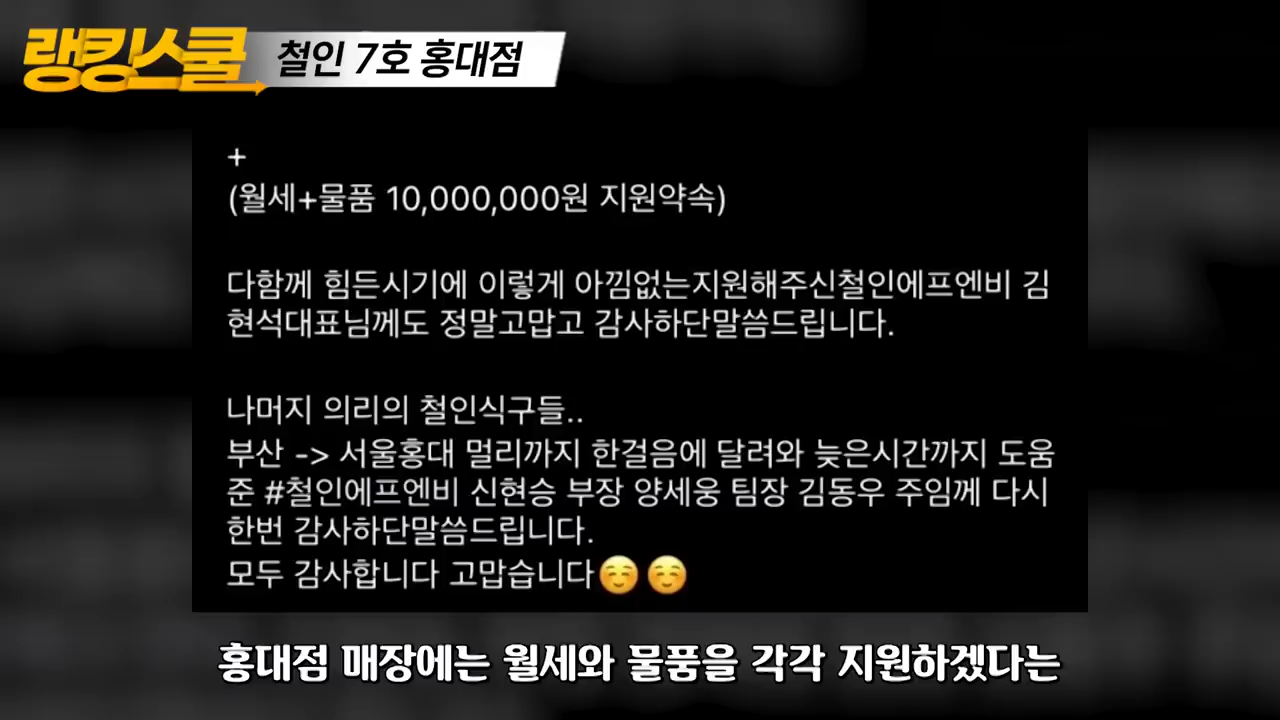 랭킹스쿨
철인 7호 홍대점
+
(월세+물품 10,000,000원 지원약속)
다함께 힘든시기에 이렇게 아낌없는지원해주신철인에프엔비 김
현석대표님께도 정말고맙고 감사하단말씀드립니다.
나머지 의리의 철인식구들..
부산 -> 서울홍대 멀리까지 한걸음에 달려와 늦은시간까지 도움
준 #철인에프엔비 신현승 부장 양세웅 팀장 김동우 주임께 다시
한번 감사하단말씀드립니다.
모두 감사합니다 고맙습니다☺️☺️
홍대점 매장에는 월세와 물품을 각각 지원하겠다는